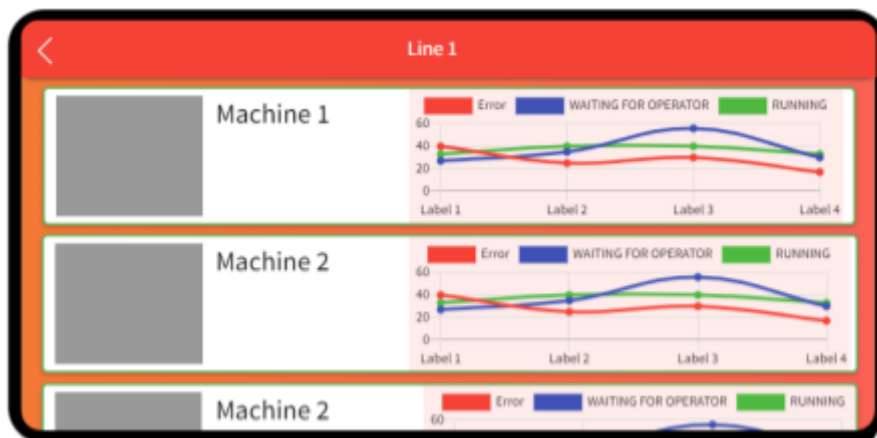 Line 1
Machine 1
Error WAITING FOR OPERATOR RUNNING
60
40
20
0
Label 1 Label 2 Label 3 Label 4
Machine 2
Error WAITING FOR OPERATOR RUNNING
60
40
20
0
Label 1 Label 2 Label 3 Label 4
Machine 2
Error WAITING FOR OPERATOR RUNNING
60